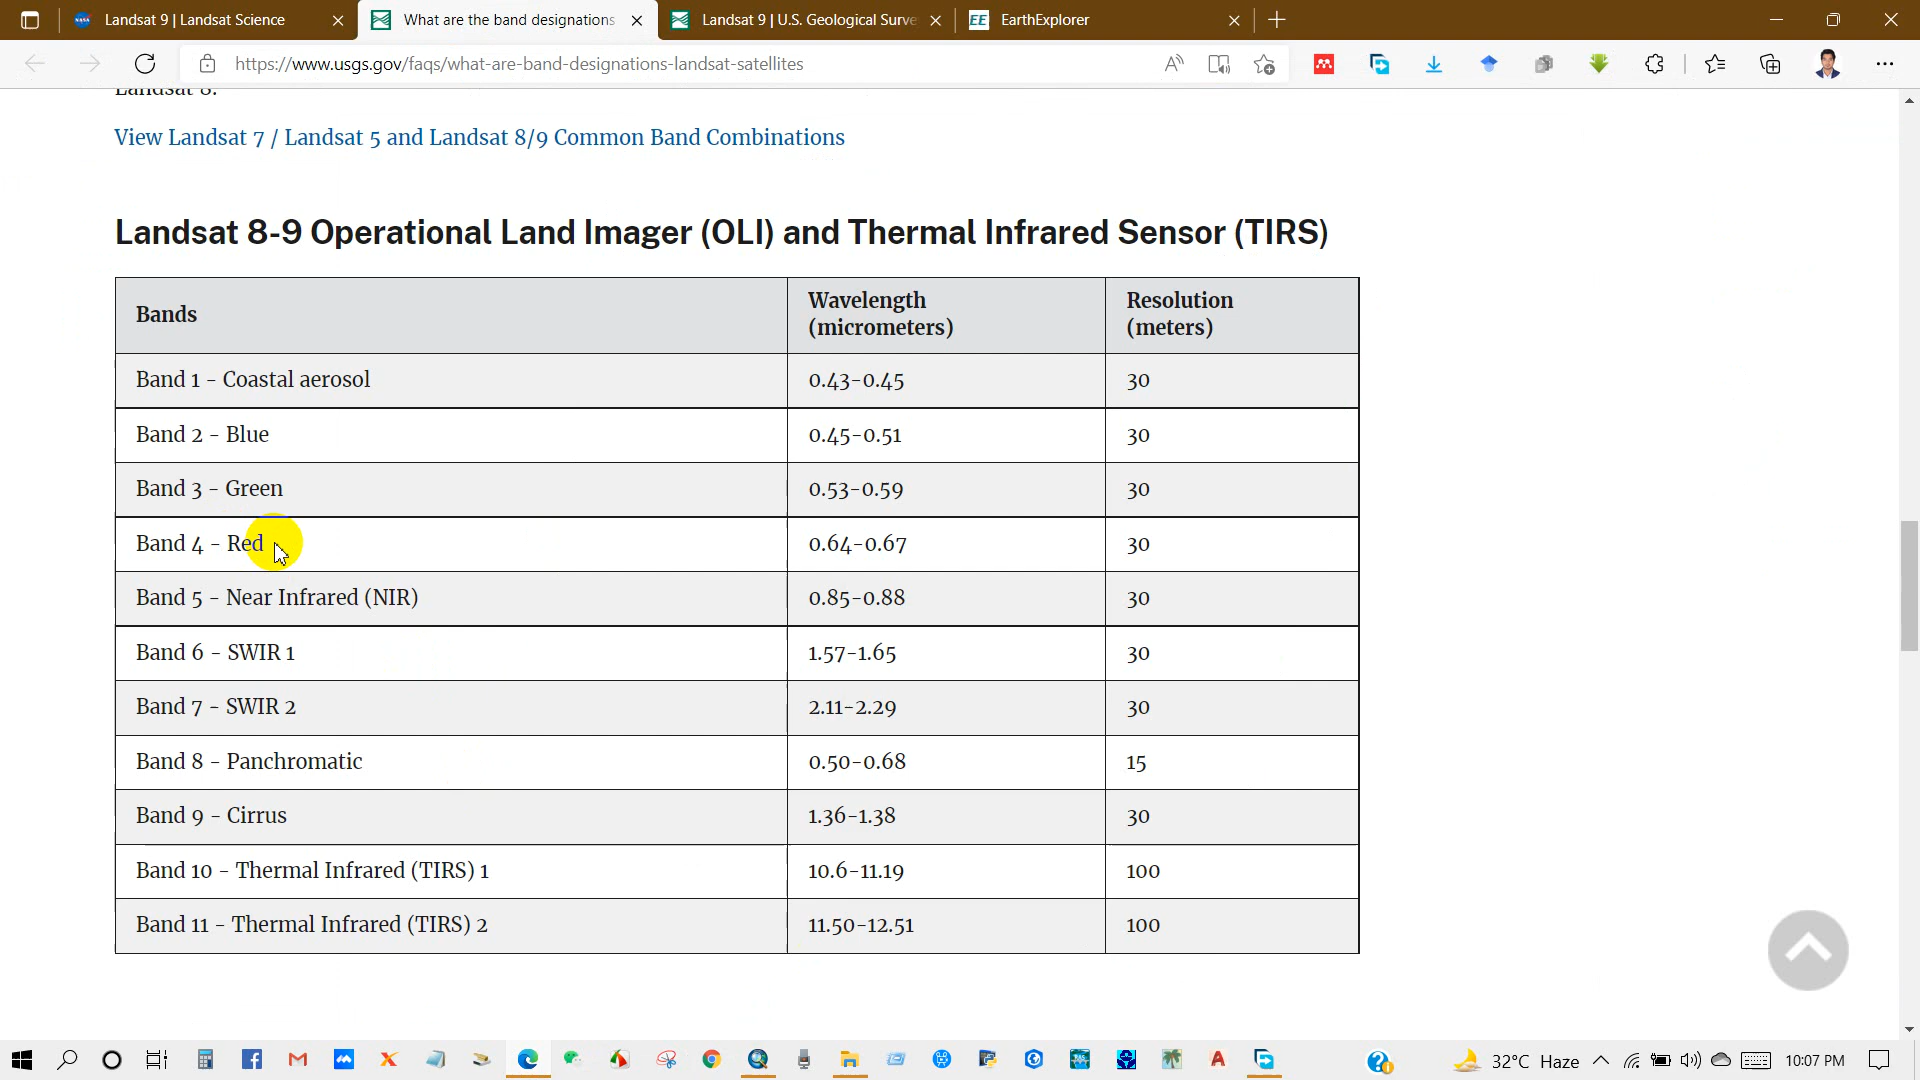 Landsat 9 | Landsat Science
What are the band designations
Landsat 9 | U.S. Geological Surve
EE EarthExplorer
https://www.usgs.gov/faqs/what-are-band-designations-landsat-satellites
Landsat 8.
View Landsat 7 / Landsat 5 and Landsat 8/9 Common Band Combinations
Landsat 8-9 Operational Land Imager (OLI) and Thermal Infrared Sensor (TIRS)
Bands Wavelength (micrometers) Resolution (meters)
Band 1 - Coastal aerosol 0.43-0.45 30
Band 2 - Blue 0.45-0.51 30
Band 3 - Green 0.53-0.59 30
Band 4 - Red 0.64-0.67 30
Band 5 - Near Infrared (NIR) 0.85-0.88 30
Band 6 - SWIR 1 1.57-1.65 30
Band 7 - SWIR 2 2.11-2.29 30
Band 8 - Panchromatic 0.50-0.68 15
Band 9 - Cirrus 1.36-1.38 30
Band 10 - Thermal Infrared (TIRS) 1 10.6-11.19 100
Band 11 - Thermal Infrared (TIRS) 2 11.50-12.51 100
32°C Haze
10:07 PM